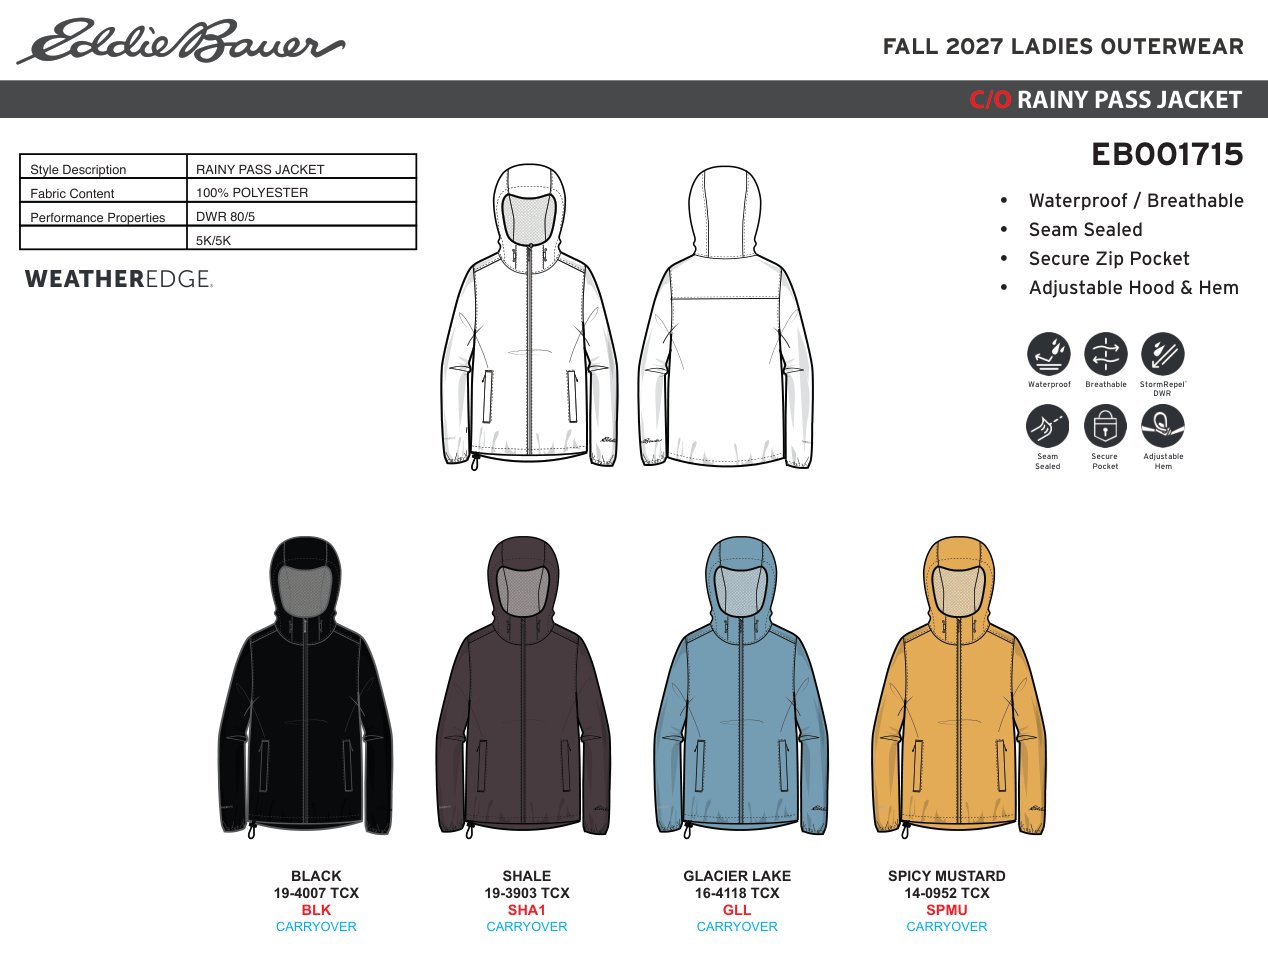 Eddie Bauer
FALL 2027 LADIES OUTERWEAR
C/O RAINY PASS JACKET
EB001715
Style Description RAINY PASS JACKET
Fabric Content 100% POLYESTER
Performance Properties DWR 80/5
5K/5K
WEATHEREDGE
• Waterproof / Breathable
• Seam Sealed
• Secure Zip Pocket
• Adjustable Hood & Hem
Waterproof Breathable StormRepel
DWR
Seam Secure Adjustable
Sealed Pocket Hem
Eddie Bauer
BLACK SHALE GLACIER LAKE SPICY MUSTARD
19-4007 TCX 19-3903 TCX 16-4118 TCX 14-0952 TCX
BLK SHA1 GLL SPMU
CARRYOVER CARRYOVER CARRYOVER CARRYOVER